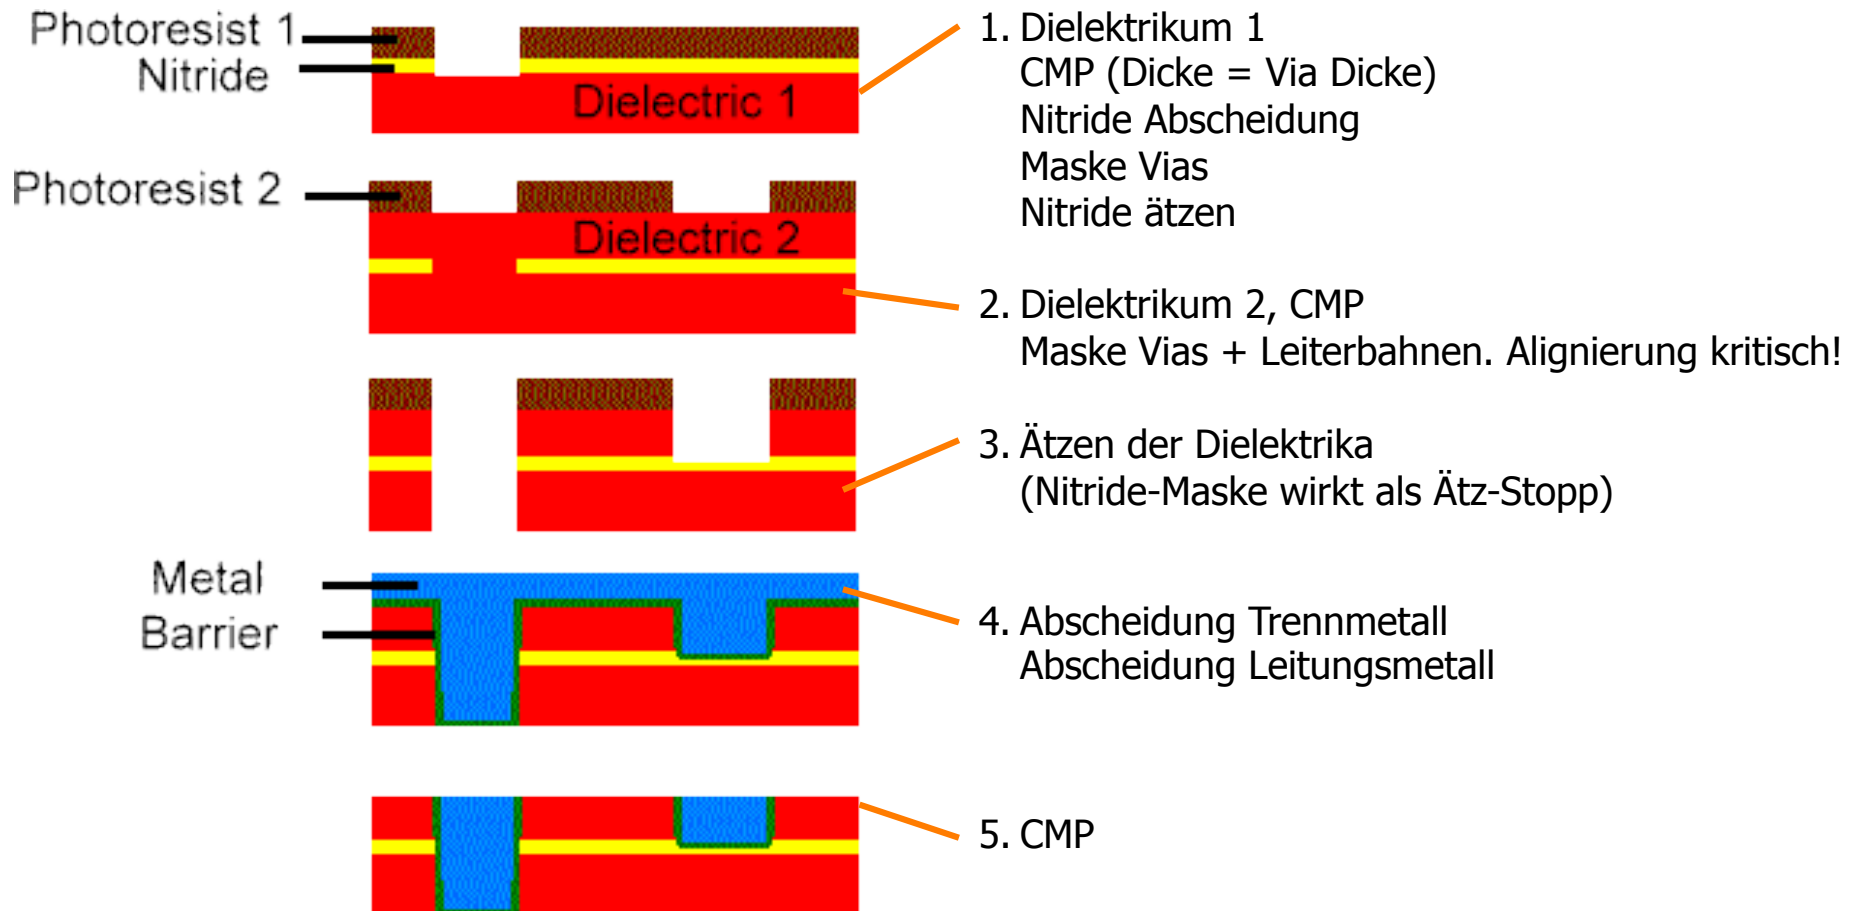 Photoresist 1
Nitride
Dielectric 1
1. Dielektrikum 1
CMP (Dicke = Via Dicke)
Nitride Abscheidung
Maske Vias
Nitride ätzen
Photoresist 2
Dielectric 2
2. Dielektrikum 2, CMP
Maske Vias + Leiterbahnen. Alignierung kritisch!
3. Ätzen der Dielektrika
(Nitride-Maske wirkt als Ätz-Stopp)
Metal
Barrier
4. Abscheidung Trennmetall
Abscheidung Leitungsmetall
5. CMP